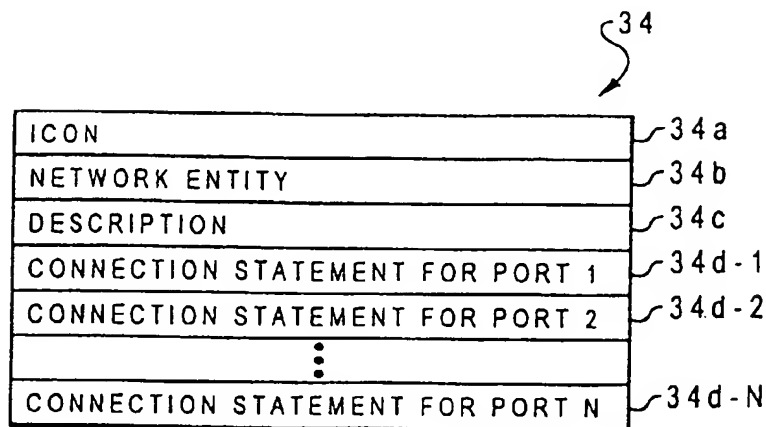 34
ICON 34a
NETWORK ENTITY 34b
DESCRIPTION 34c
CONNECTION STATEMENT FOR PORT 1 34d-1
CONNECTION STATEMENT FOR PORT 2 34d-2
CONNECTION STATEMENT FOR PORT N 34d-N